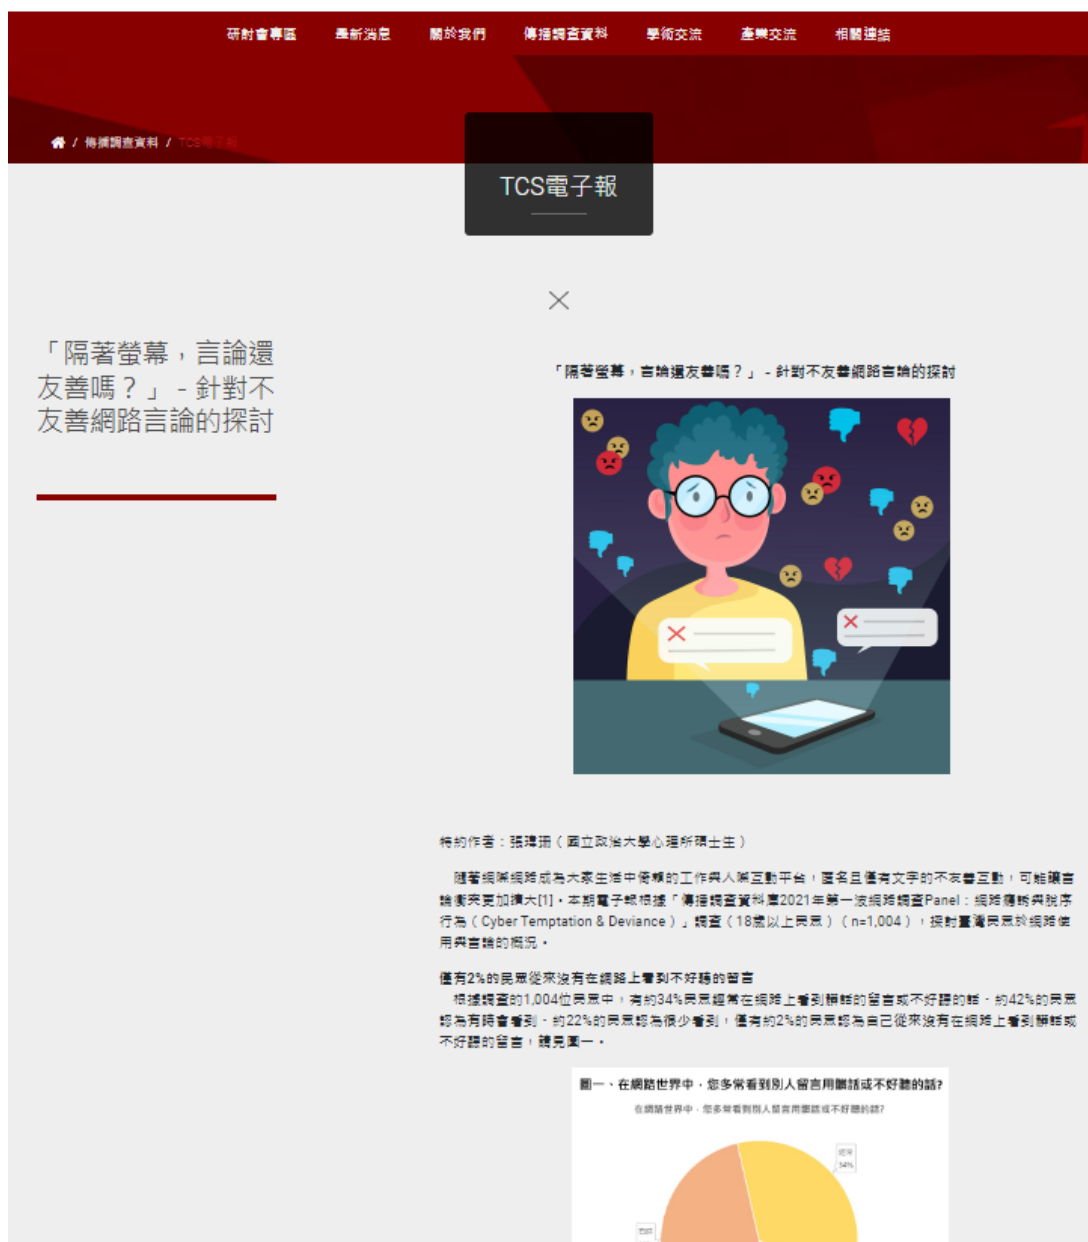 研討會專區 最新消息 關於我們 傳播調查資料 學術交流 產業交流 相關連結
/ 傳播調查資料 / TCS電子報
TCS電子報
「隔著螢幕，言論還
友善嗎？」 - 針對不
友善網路言論的探討
「隔著螢幕，言論還友善嗎？」 - 針對不友善網路言論的探討
特約作者：張瑋珊（國立政治大學心理所碩士生）
隨著網際網路成為大家生活中倚賴的工作與人際互動平台，匿名且僅有文字的不友善互動，可能讓言
論衝突更加擴大[1]。本期電子報根據「傳播調查資料庫2021年第一波網路調查Panel：網路癮誘與脫序
行為（Cyber Temptation & Deviance）」調查（18歲以上民眾）（n=1,004），探討臺灣民眾於網路使
用與言論的概況。
僅有2%的民眾從來沒有在網路上看到不好聽的留言
根據調查的1,004位民眾中，有約34%民眾經常在網路上看到髒話的留言或不好聽的話、約42%的民眾
認為有時會看到、約22%的民眾認為很少看到，僅有約2%的民眾認為自己從來沒有在網路上看到髒話或
不好聽的留言，請見圖一。
圖一、在網路世界中，您多常看到別人留言用髒話或不好聽的話?
在網路世界中，您多常看到別人留言用髒話或不好聽的話?
經常
34%